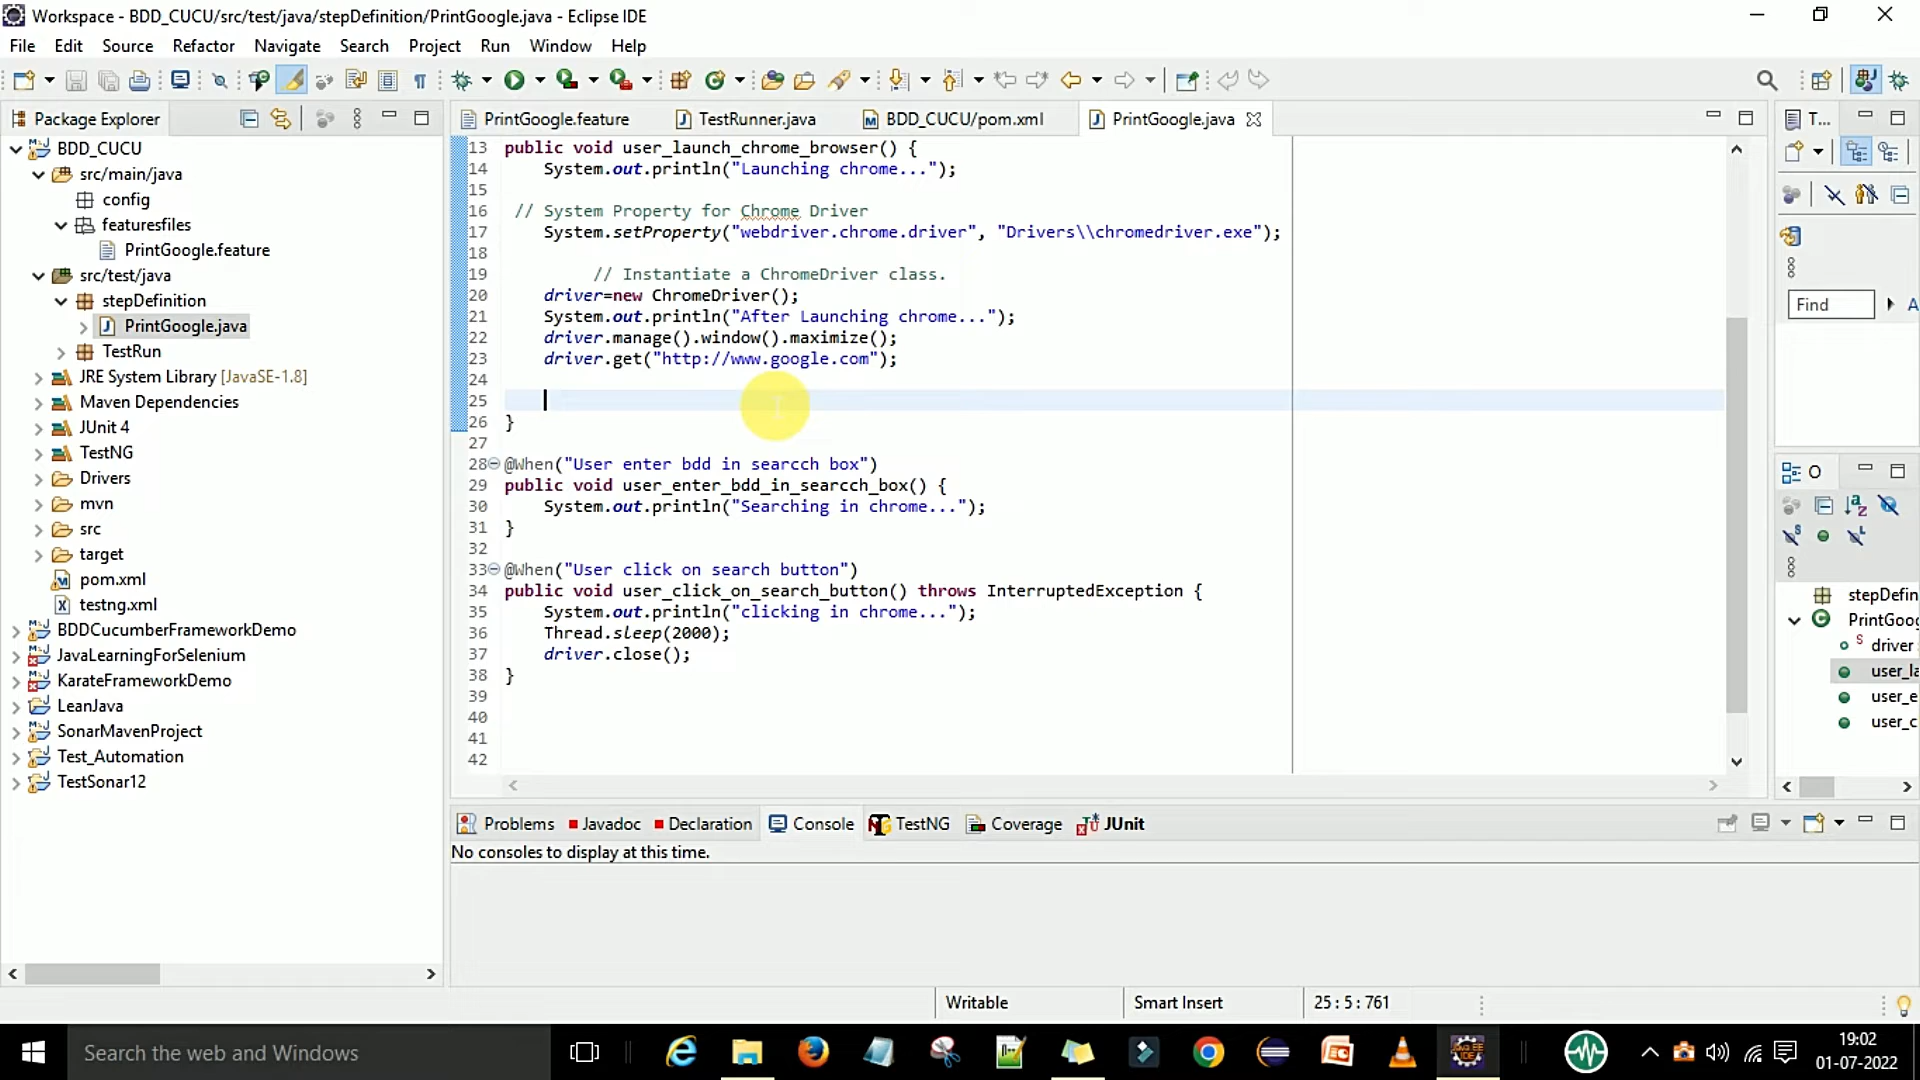 Workspace - BDD_CUCU/src/test/java/stepDefinition/PrintGoogle.java - Eclipse IDE
File Edit Source Refactor Navigate Search Project Run Window Help
Package Explorer
BDD_CUCU
src/main/java
config
featuresfiles
PrintGoogle.feature
src/test/java
stepDefinition
PrintGoogle.java
TestRun
JRE System Library [JavaSE-1.8]
Maven Dependencies
JUnit 4
TestNG
Drivers
mvn
src
target
pom.xml
testng.xml
BDDCucumberFrameworkDemo
JavaLearningForSelenium
KarateFrameworkDemo
LeanJava
SonarMavenProject
Test_Automation
TestSonar12
PrintGoogle.feature TestRunner.java BDD_CUCU/pom.xml PrintGoogle.java
13 public void user_launch_chrome_browser() {
14 System.out.println("Launching chrome...");
15
16 // System Property for Chrome Driver
17 System.setProperty("webdriver.chrome.driver", "Drivers\\chromedriver.exe");
18
19 // Instantiate a ChromeDriver class.
20 driver=new ChromeDriver();
21 System.out.println("After Launching chrome...");
22 driver.manage().window().maximize();
23 driver.get("http://www.google.com");
24
25
26 }
27
28 @When("User enter bdd in searcch box")
29 public void user_enter_bdd_in_searcch_box() {
30 System.out.println("Searching in chrome...");
31 }
32
33 @When("User click on search button")
34 public void user_click_on_search_button() throws InterruptedException {
35 System.out.println("clicking in chrome...");
36 Thread.sleep(2000);
37 driver.close();
38 }
39
40
41
42
T...
Find A
O
stepDefin
PrintGoog
S driver
user_la
user_e
user_c
Problems Javadoc Declaration Console TestNG Coverage JUnit
No consoles to display at this time.
Writable Smart Insert 25 : 5 : 761
Search the web and Windows
19:02
01-07-2022